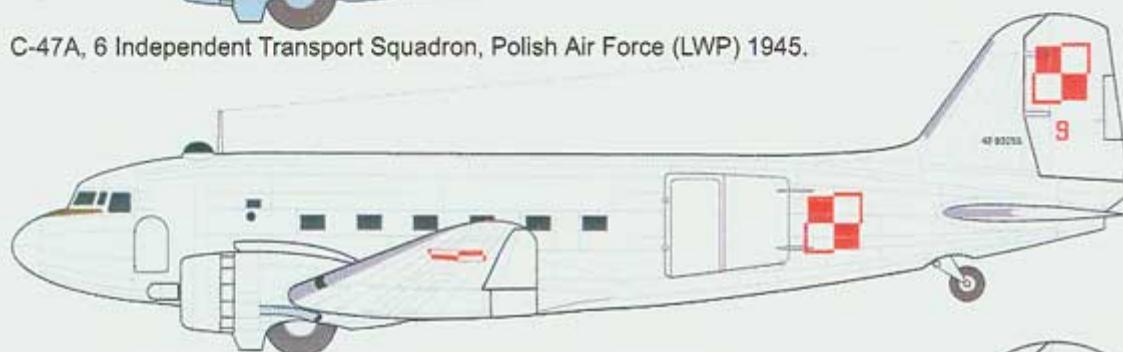 C-47A, 6 Independent Transport Squadron, Polish Air Force (LWP) 1945.
9